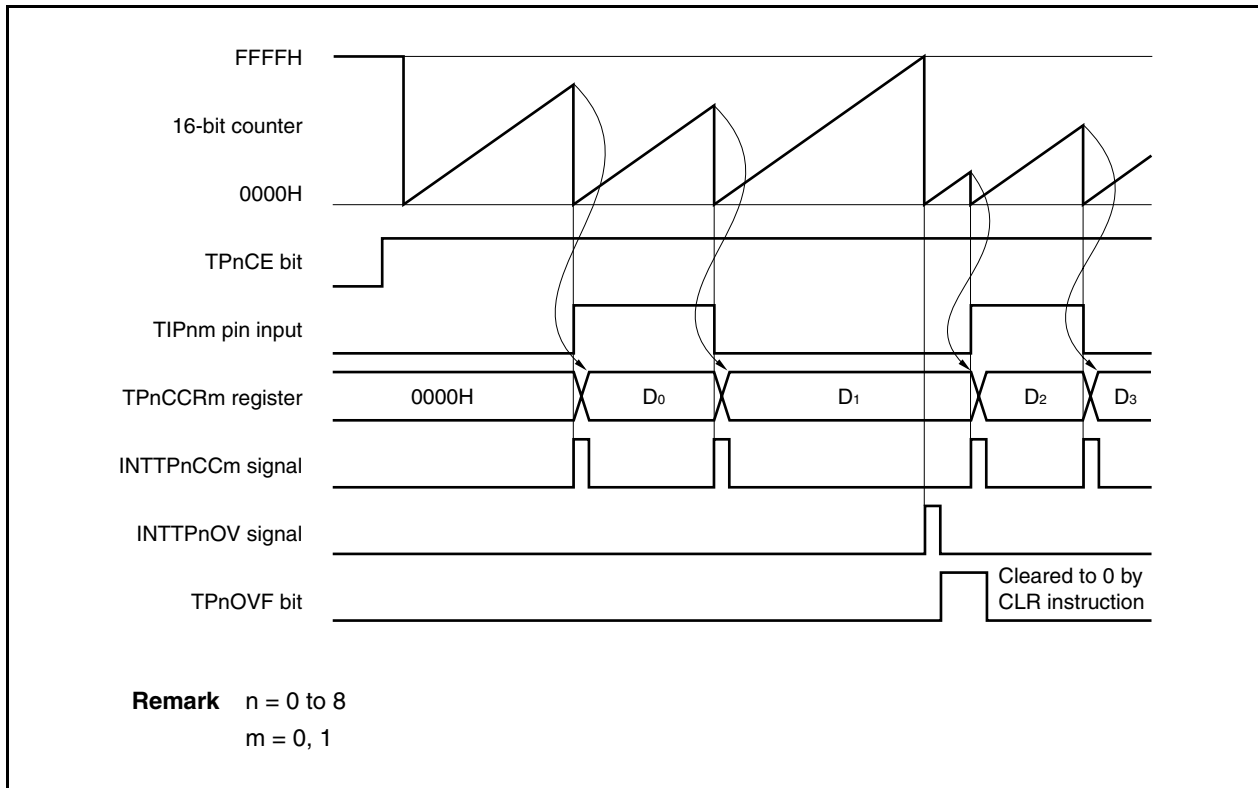 FFFFH
16-bit counter
0000H
TPnCE bit
TIPnm pin input
TPnCCRm register
0000H
D0
D1
D2
D3
INTTPnCCm signal
INTTPnOV signal
TPnOVF bit
Cleared to 0 by
CLR instruction
Remark n = 0 to 8
m = 0, 1